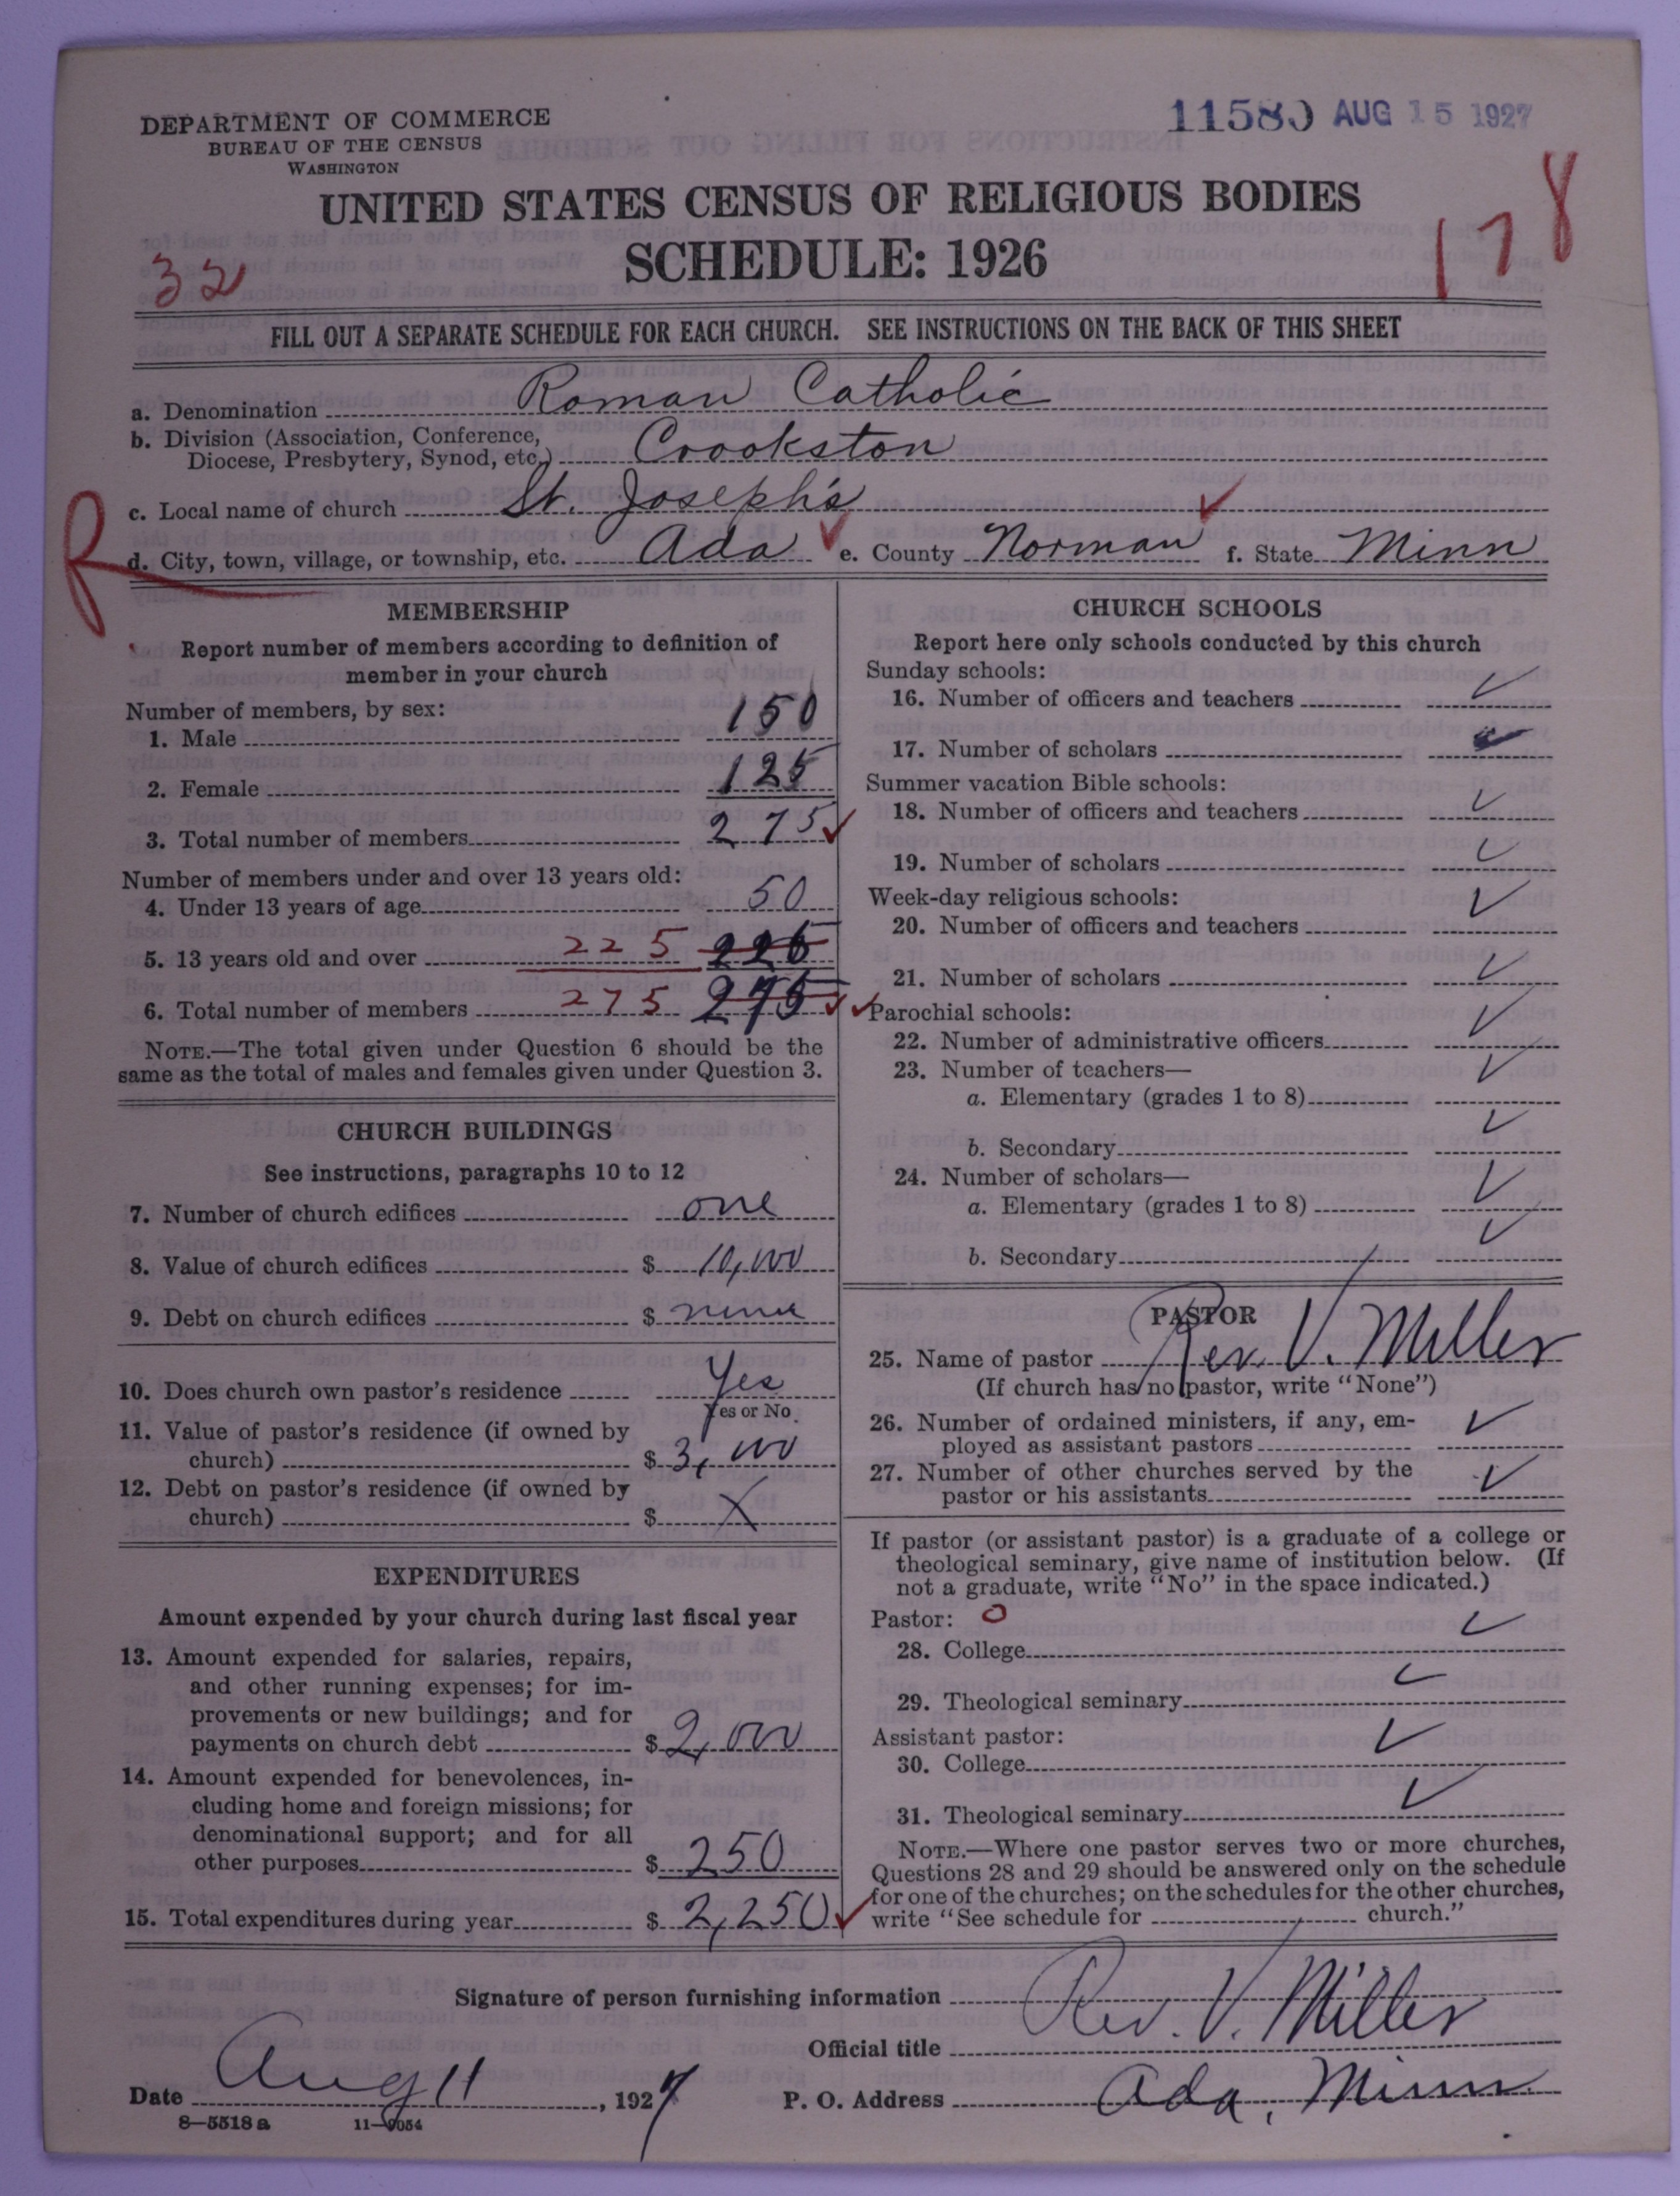 DEPARTMENT OF COMMERCE
BUREAU OF THE CENSUS
WASHINGTON
11580 AUG 15 1927
UNITED STATES CENSUS OF RELIGIOUS BODIES
SCHEDULE: 1926
32
178
FILL OUT A SEPARATE SCHEDULE FOR EACH CHURCH. SEE INSTRUCTIONS ON THE BACK OF THIS SHEET
a. Denomination Roman Catholic
b. Division (Association, Conference,
Diocese, Presbytery, Synod, etc.) Crookston
c. Local name of church St. Joseph's
R
d. City, town, village, or township, etc. Ada e. County Norman f. State Minn
MEMBERSHIP
Report number of members according to definition of
member in your church
Number of members, by sex:
1. Male 150
2. Female 125
3. Total number of members 275
Number of members under and over 13 years old:
4. Under 13 years of age 50
5. 13 years old and over 225 226
6. Total number of members 275 275
NOTE.—The total given under Question 6 should be the
same as the total of males and females given under Question 3.
CHURCH BUILDINGS
See instructions, paragraphs 10 to 12
7. Number of church edifices one
8. Value of church edifices $ 10,000
9. Debt on church edifices $ none
10. Does church own pastor's residence Yes
Yes or No
11. Value of pastor's residence (if owned by
church) $ 3,000
12. Debt on pastor's residence (if owned by
church) $ X
EXPENDITURES
Amount expended by your church during last fiscal year
13. Amount expended for salaries, repairs,
and other running expenses; for im-
provements or new buildings; and for
payments on church debt $ 2,000
14. Amount expended for benevolences, in-
cluding home and foreign missions; for
denominational support; and for all
other purposes $ 250
15. Total expenditures during year $ 2,250
CHURCH SCHOOLS
Report here only schools conducted by this church
Sunday schools:
16. Number of officers and teachers
17. Number of scholars
Summer vacation Bible schools:
18. Number of officers and teachers
19. Number of scholars
Week-day religious schools:
20. Number of officers and teachers
21. Number of scholars
Parochial schools:
22. Number of administrative officers
23. Number of teachers—
a. Elementary (grades 1 to 8)
b. Secondary
24. Number of scholars—
a. Elementary (grades 1 to 8)
b. Secondary
PASTOR
25. Name of pastor Rev. V. Miller
(If church has no pastor, write "None")
26. Number of ordained ministers, if any, em-
ployed as assistant pastors
27. Number of other churches served by the
pastor or his assistants
If pastor (or assistant pastor) is a graduate of a college or
theological seminary, give name of institution below. (If
not a graduate, write "No" in the space indicated.)
Pastor: O
28. College
29. Theological seminary
Assistant pastor:
30. College
31. Theological seminary
NOTE.—Where one pastor serves two or more churches,
Questions 28 and 29 should be answered only on the schedule
for one of the churches; on the schedules for the other churches,
write "See schedule for church."
Signature of person furnishing information Rev. V. Miller
Official title
Date Aug 11, 1927 P. O. Address Ada, Minn.
8—5518 a 11—9054